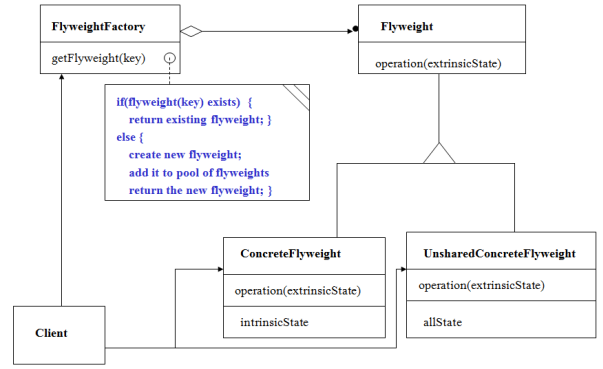 FlyweightFactory
getFlyweight(key)
Flyweight
operation(extrinsicState)
if(flyweight(key) exists) {
return existing flyweight; }
else {
create new flyweight;
add it to pool of flyweights
return the new flyweight; }
ConcreteFlyweight
operation(extrinsicState)
intrinsicState
UnsharedConcreteFlyweight
operation(extrinsicState)
allState
Client